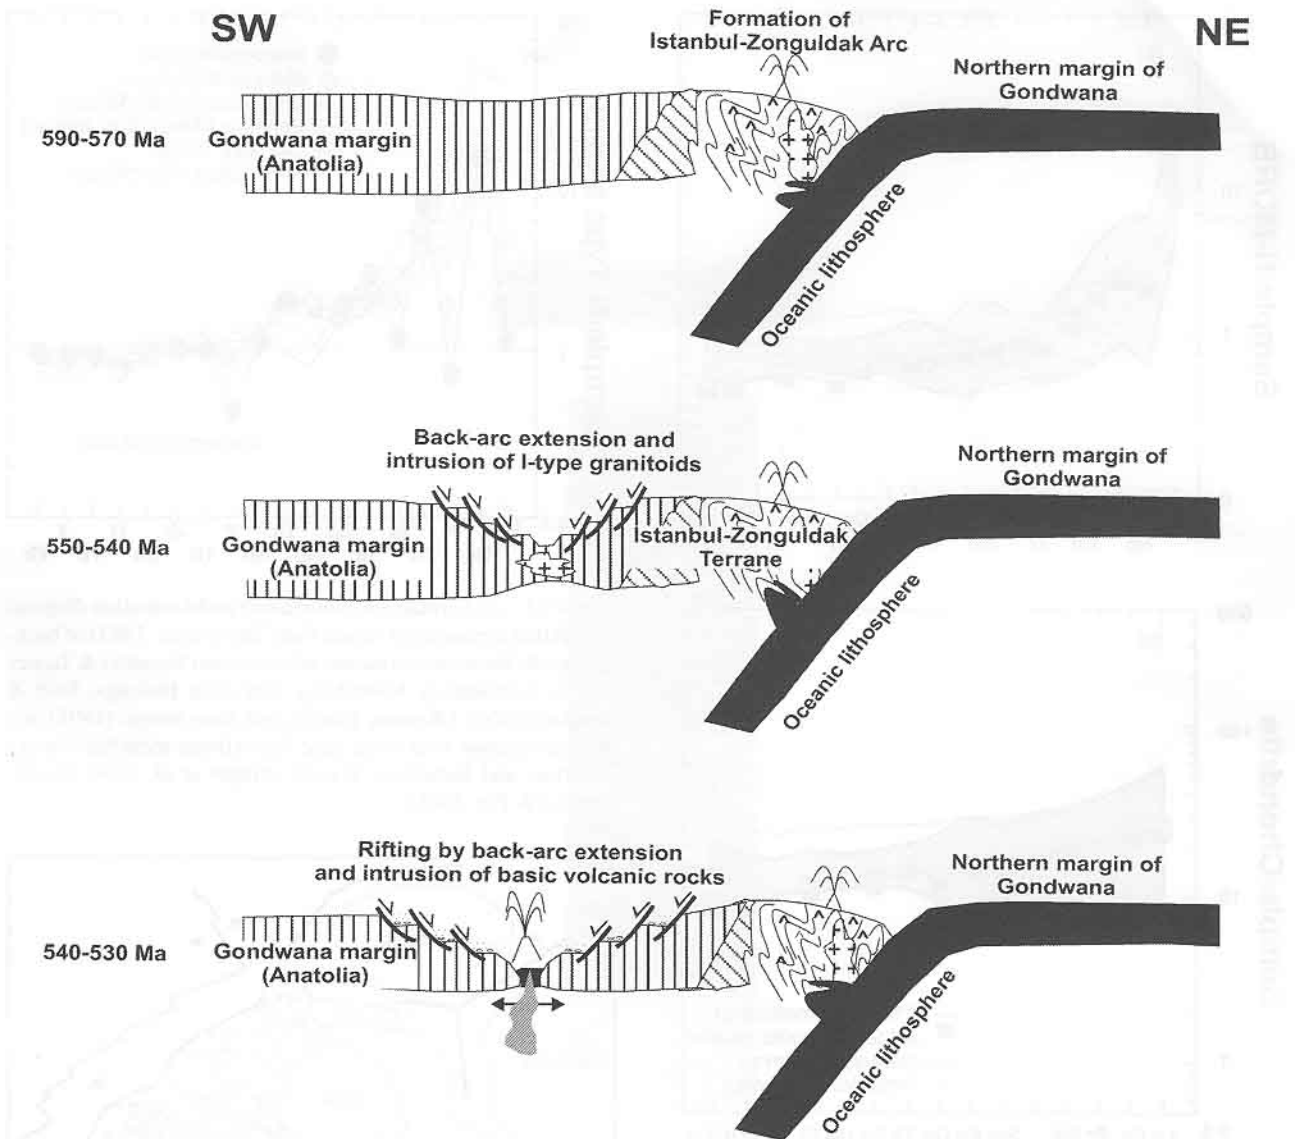 SW
Formation of
Istanbul-Zonguldak Arc
NE
Northern margin of
Gondwana
590-570 Ma
Gondwana margin
(Anatolia)
Oceanic lithosphere
Back-arc extension and
intrusion of I-type granitoids
Northern margin of
Gondwana
550-540 Ma
Gondwana margin
(Anatolia)
Istanbul-Zonguldak
Terrane
Oceanic lithosphere
Rifting by back-arc extension
and intrusion of basic volcanic rocks
Northern margin of
Gondwana
540-530 Ma
Gondwana margin
(Anatolia)
Oceanic lithosphere